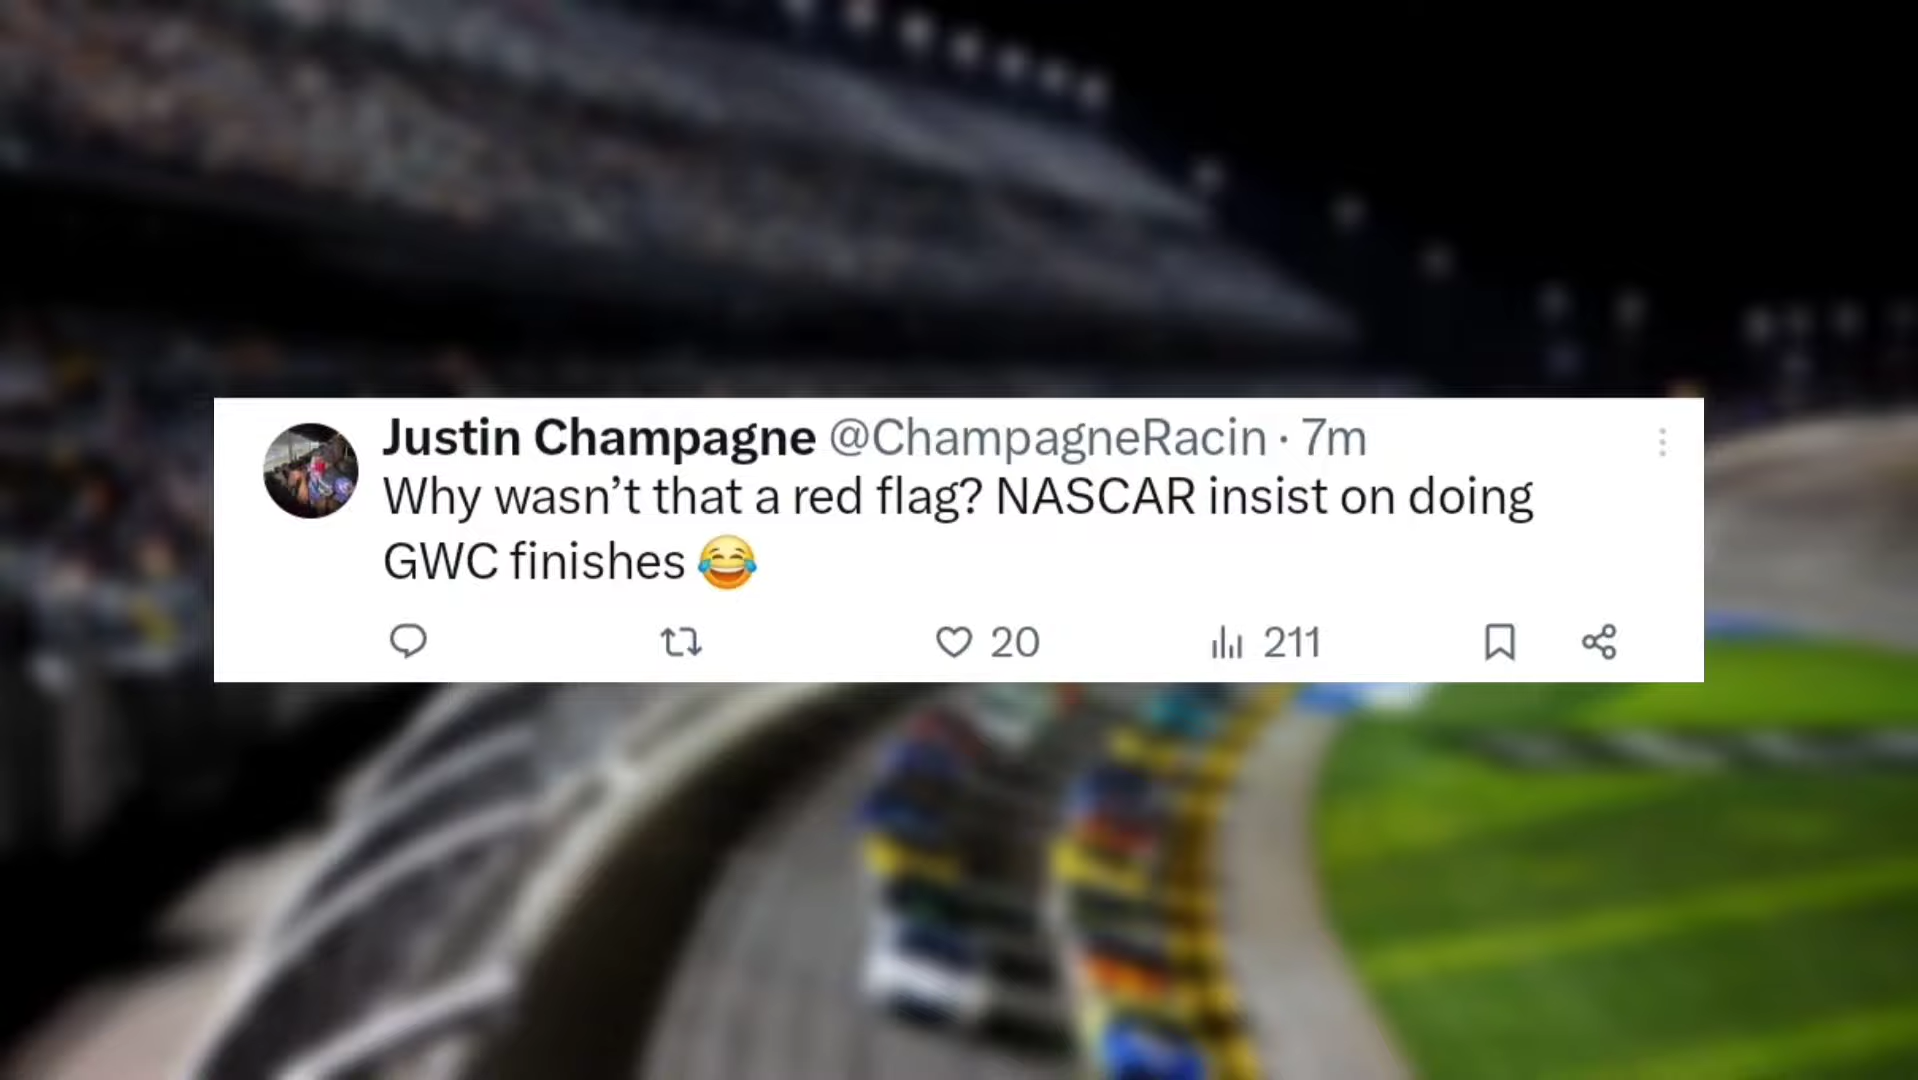 Justin Champagne @ChampagneRacin · 7m
Why wasn’t that a red flag? NASCAR insist on doing
GWC finishes 😂
20 211